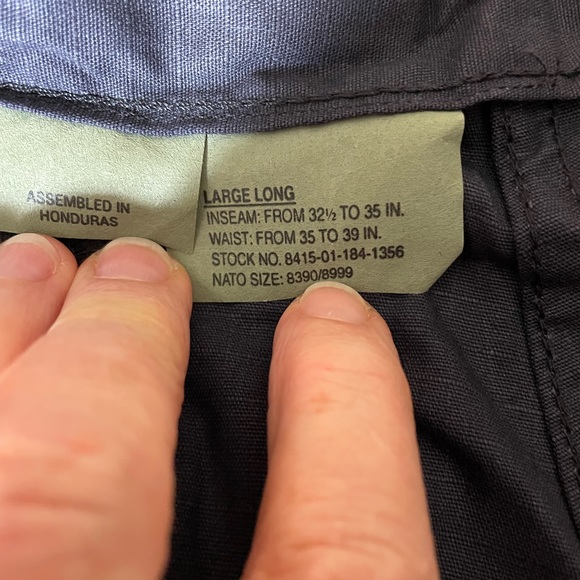 ASSEMBLED IN
HONDURAS
LARGE LONG
INSEAM: FROM 32½ TO 35 IN.
WAIST: FROM 35 TO 39 IN.
STOCK NO. 8415-01-184-1356
NATO SIZE: 8390/8999